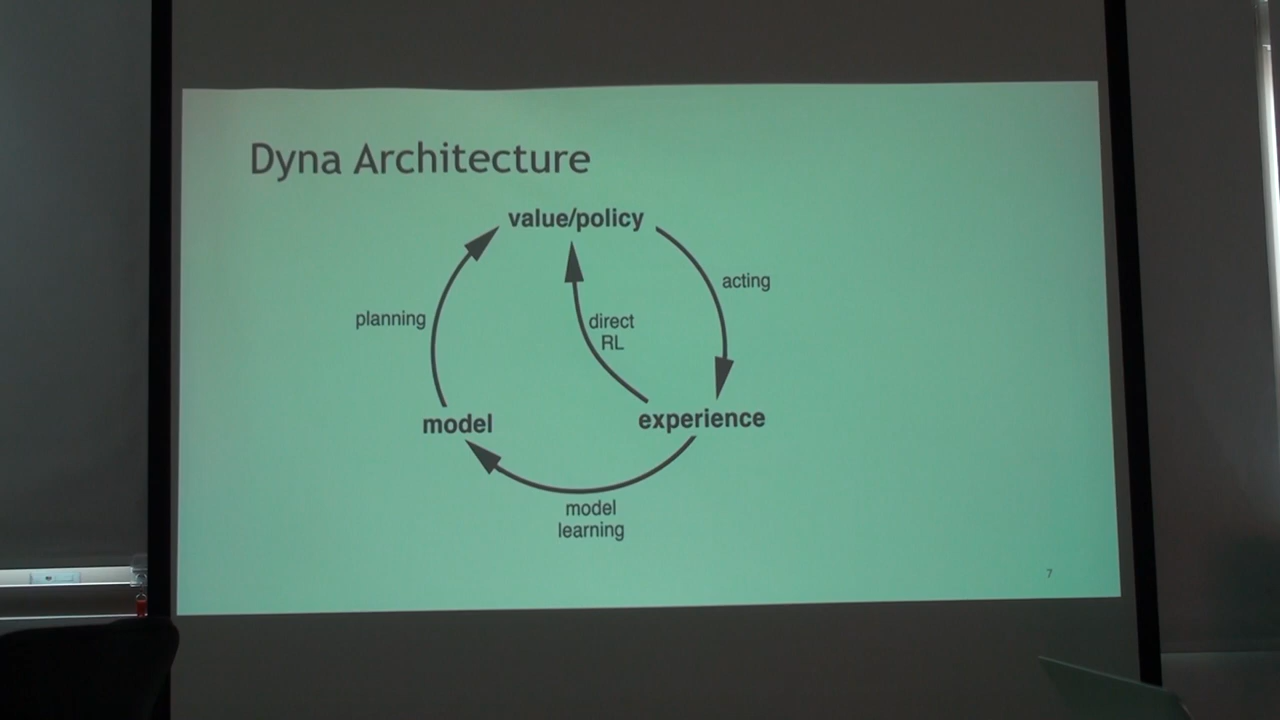 Dyna Architecture
value/policy
acting
planning
direct
RL
model
experience
model
learning
7